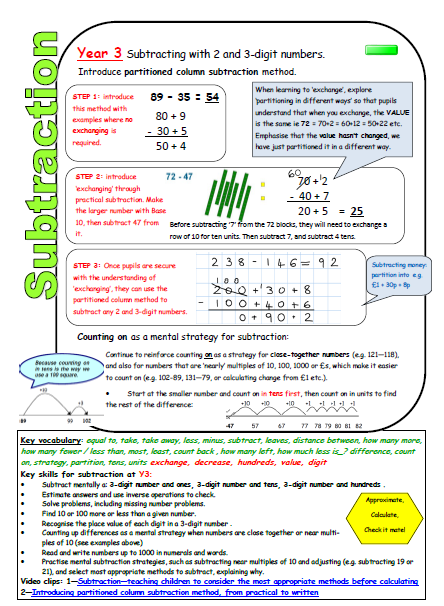 Subtraction
Year 3 Subtracting with 2 and 3-digit numbers.
Introduce partitioned column subtraction method.
STEP 1: introduce
this method with
examples where no
exchanging is
required.
89 - 35 = 54
80 + 9
- 30 + 5
50 + 4
When learning to 'exchange', explore
'partitioning in different ways' so that pupils
understand that when you exchange, the VALUE
is the same ie 72 = 70+2 = 60+12 = 50+22 etc.
Emphasise that the value hasn't changed, we
have just partitioned it in a different way.
STEP 2: introduce
'exchanging' through
practical subtraction. Make
the larger number with Base
10, then subtract 47 from
it.
72 - 47
60
70 + 12
- 40 + 7
20 + 5 = 25
Before subtracting '7' from the 72 blocks, they will need to exchange a
row of 10 for ten units. Then subtract 7, and subtract 4 tens.
STEP 3: Once pupils are secure
with the understanding of
'exchanging', they can use the
partitioned column method to
subtract any 2 and 3-digit numbers.
238 - 146 = 92
100
200 + 130 + 8
- 100 + 40 + 6
0 + 90 + 2
Subtracting money:
partition into e.g.
£1 + 30p + 8p
Counting on as a mental strategy for subtraction:
Because counting on
in tens is the way we
use a 100 square.
Continue to reinforce counting on as a strategy for close-together numbers (e.g. 121—118),
and also for numbers that are 'nearly' multiples of 10, 100, 1000 or £s, which make it easier
to count on (e.g. 102-89, 131—79, or calculating change from £1 etc.).
• Start at the smaller number and count on in tens first, then count on in units to find
the rest of the difference:
+10 +3
89 99 102
+10 +10 +10 +1 +1 +1 +1 +1
-47 57 67 77 78 79 80 81 82
Key vocabulary: equal to, take, take away, less, minus, subtract, leaves, distance between, how many more,
how many fewer / less than, most, least, count back , how many left, how much less is_? difference, count
on, strategy, partition, tens, units exchange, decrease, hundreds, value, digit
Key skills for subtraction at Y3:
• Subtract mentally a: 3-digit number and ones, 3-digit number and tens, 3-digit number and hundreds .
• Estimate answers and use inverse operations to check.
• Solve problems, including missing number problems.
• Find 10 or 100 more or less than a given number.
• Recognise the place value of each digit in a 3-digit number .
• Counting up differences as a mental strategy when numbers are close together or near multi-
ples of 10 (see examples above)
• Read and write numbers up to 1000 in numerals and words.
• Practise mental subtraction strategies, such as subtracting near multiples of 10 and adjusting (e.g. subtracting 19 or
21), and select most appropriate methods to subtract, explaining why.
Approximate,
Calculate,
Check it mate!
Video clips: 1—Subtraction—teaching children to consider the most appropriate methods before calculating
2—Introducing partitioned column subtraction method, from practical to written